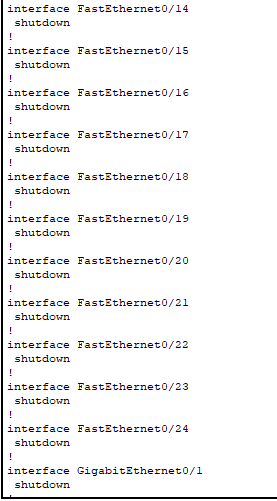 interface FastEthernet0/14
 shutdown
!
interface FastEthernet0/15
 shutdown
!
interface FastEthernet0/16
 shutdown
!
interface FastEthernet0/17
 shutdown
!
interface FastEthernet0/18
 shutdown
!
interface FastEthernet0/19
 shutdown
!
interface FastEthernet0/20
 shutdown
!
interface FastEthernet0/21
 shutdown
!
interface FastEthernet0/22
 shutdown
!
interface FastEthernet0/23
 shutdown
!
interface FastEthernet0/24
 shutdown
!
interface GigabitEthernet0/1
 shutdown